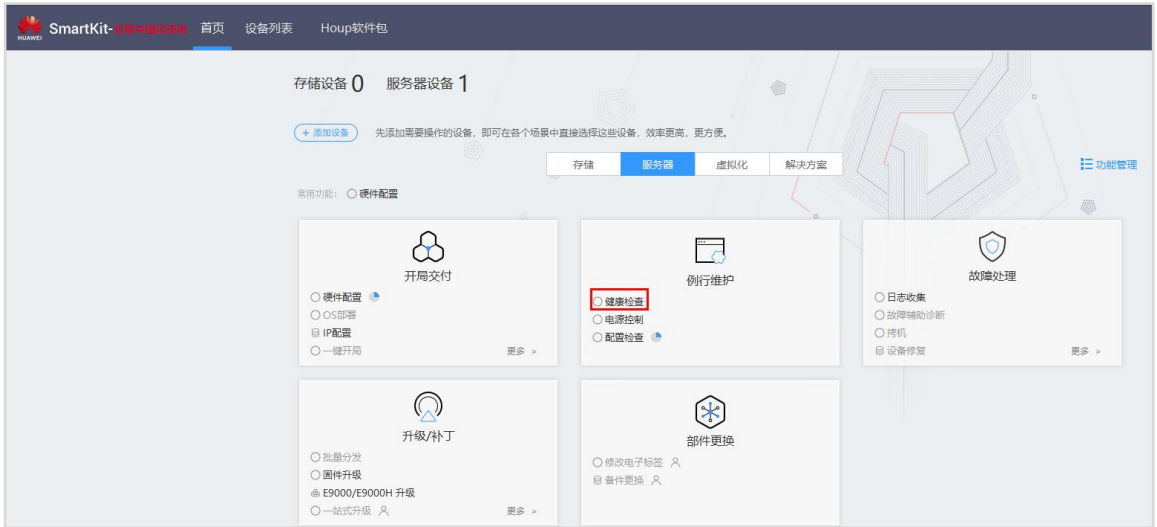 HUAWEI SmartKit- 首页 设备列表 Houp软件包
存储设备 0 服务器设备 1
+ 添加设备 先添加需要操作的设备，即可在各个场景中直接选择这些设备，效率更高，更方便。
存储 服务器 虚拟化 解决方案
功能管理
常用功能： 硬件配置
开局交付
硬件配置
OS部署
IP配置
一键开局 更多 >
例行维护
健康检查
电源控制
配置检查
故障处理
日志收集
故障辅助诊断
拷机
设备修复 更多 >
升级/补丁
批量分发
固件升级
E9000/E9000H 升级
一站式升级 更多 >
部件更换
修改电子标签
备件更换